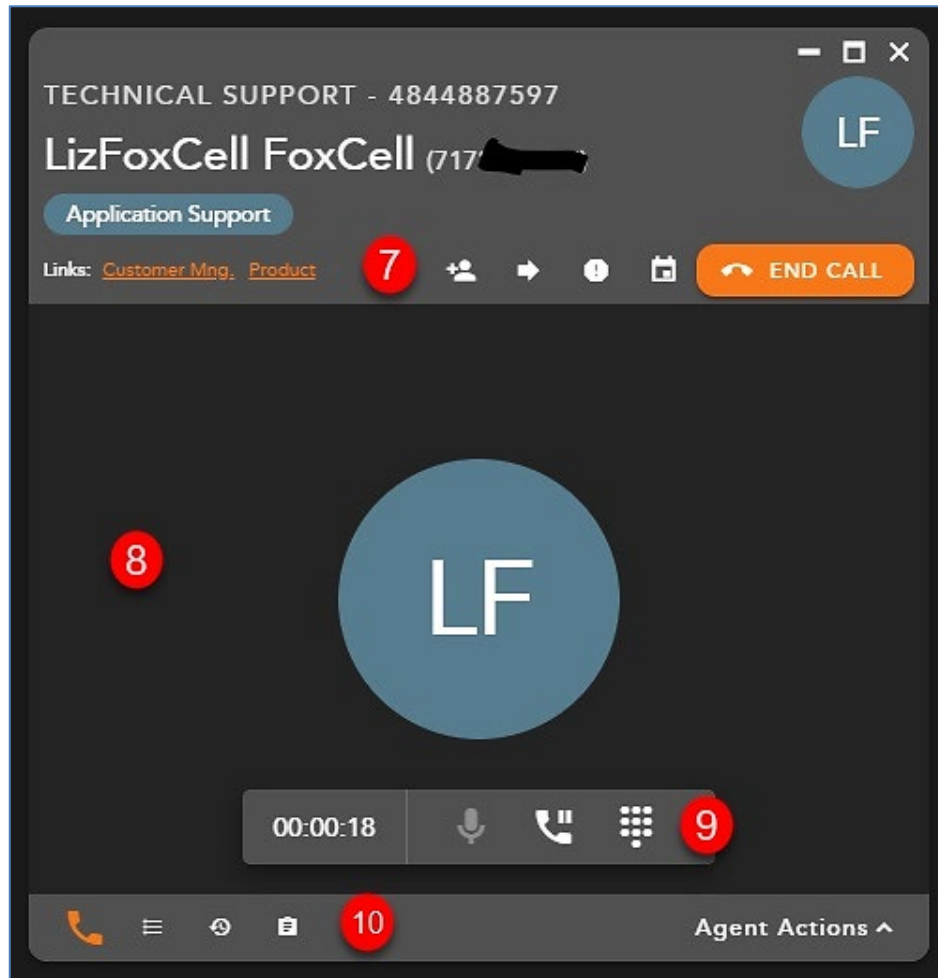 TECHNICAL SUPPORT - 4844887597
LF
LizFoxCell FoxCell (717
Application Support
Links: Customer Mng. Product 7 END CALL
8
LF
00:00:18 9
10 Agent Actions